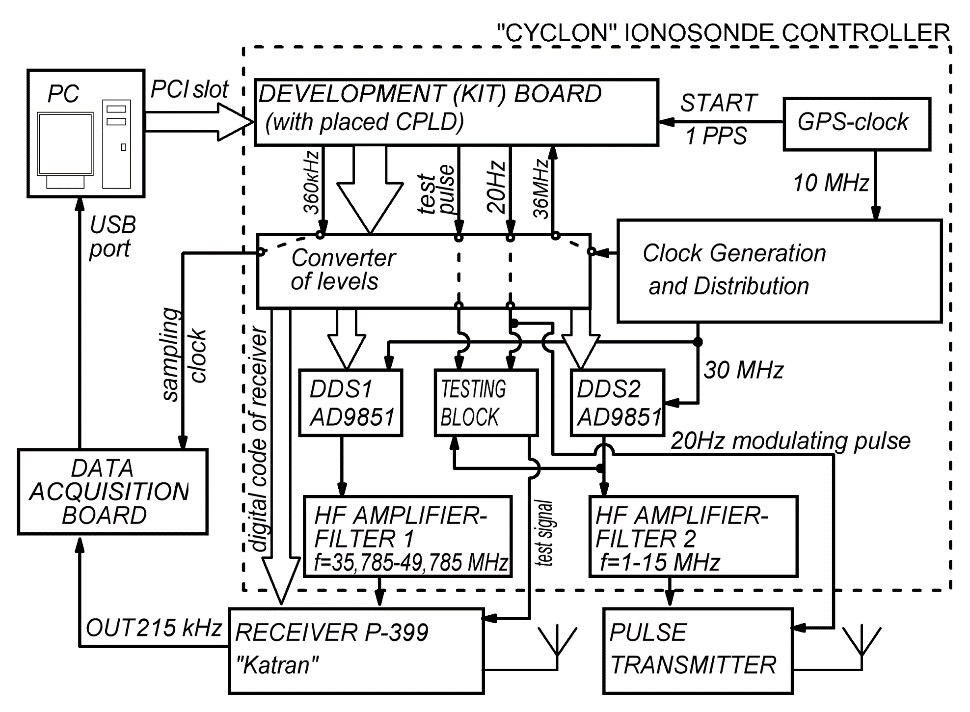 "CYCLON" IONOSONDE CONTROLLER
PC
PCI slot
DEVELOPMENT (KIT) BOARD
(with placed CPLD)
START
1 PPS
GPS-clock
10 MHz
360кHz
test
pulse
20Hz
36MHz
USB
port
Converter
of levels
Clock Generation
and Distribution
sampling
clock
digital code of receiver
DDS1
AD9851
TESTING
BLOCK
DDS2
AD9851
30 MHz
20Hz modulating pulse
DATA
ACQUISITION
BOARD
HF AMPLIFIER-
FILTER 1
f=35,785-49,785 MHz
test signal
HF AMPLIFIER-
FILTER 2
f=1-15 MHz
OUT 215 kHz
RECEIVER P-399
"Katran"
PULSE
TRANSMITTER